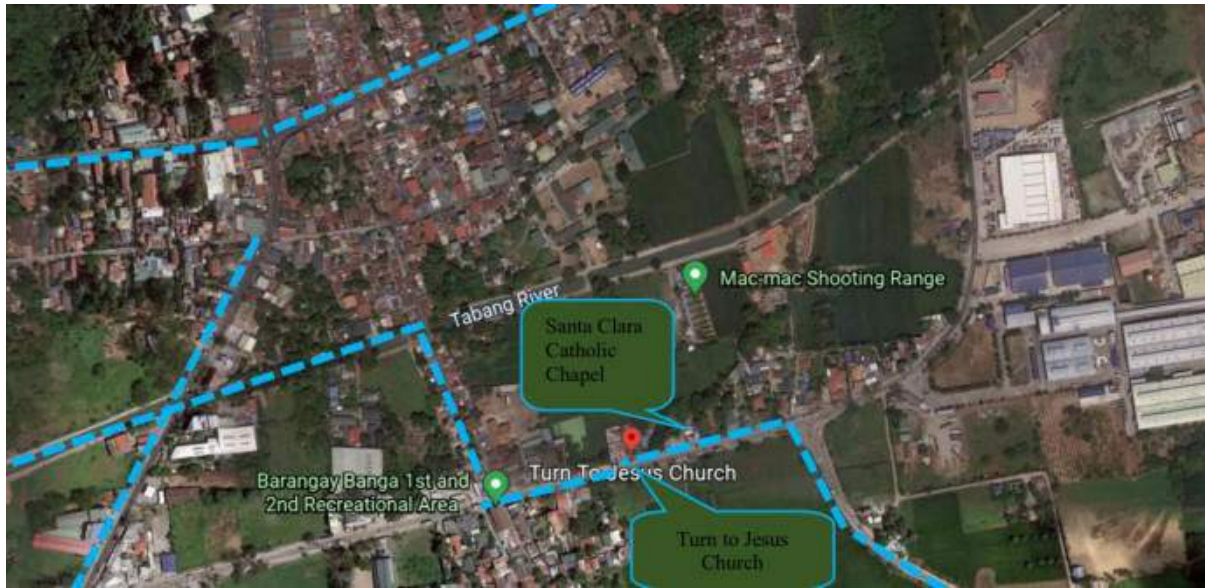 Mac-mac Shooting Range
Tabang River
Santa Clara
Catholic
Chapel
Turn To Jesus Church
Barangay Banga 1st and
2nd Recreational Area
Turn to Jesus
Church